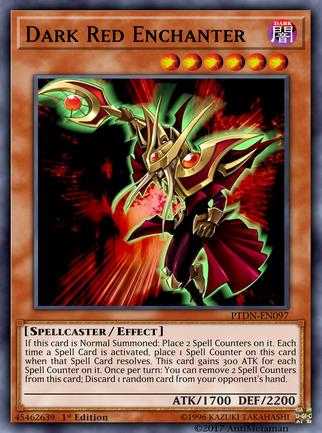 Dark Red Enchanter
DARK
闇
PTDN-EN097
[Spellcaster / Effect]
If this card is Normal Summoned: Place 2 Spell Counters on it. Each
time a Spell Card is activated, place 1 Spell Counter on this card
when that Spell Card resolves. This card gains 300 ATK for each
Spell Counter on it. Once per turn: You can remove 2 Spell Counters
from this card; Discard 1 random card from your opponent's hand.
ATK/1700 DEF/2200
45462639 1st Edition ©1996 KAZUKI TAKAHASHI
©2017 AntiMetaman